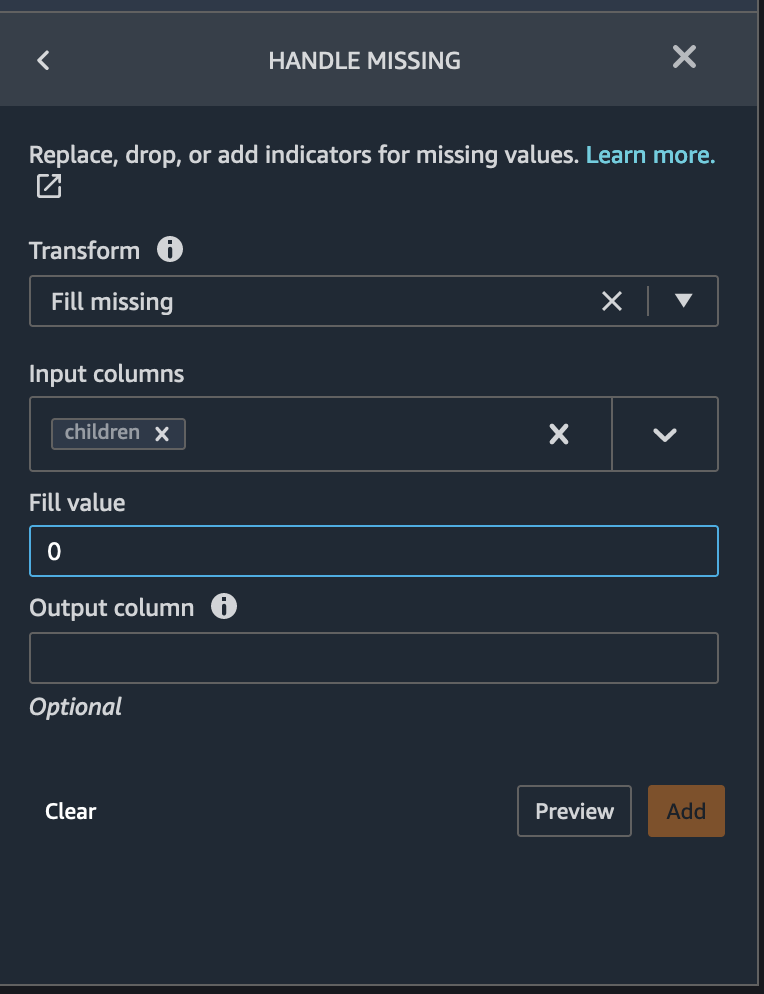 HANDLE MISSING
Replace, drop, or add indicators for missing values. Learn more.
Transform
Fill missing
Input columns
children
Fill value
0
Output column
Optional
Clear
Preview
Add